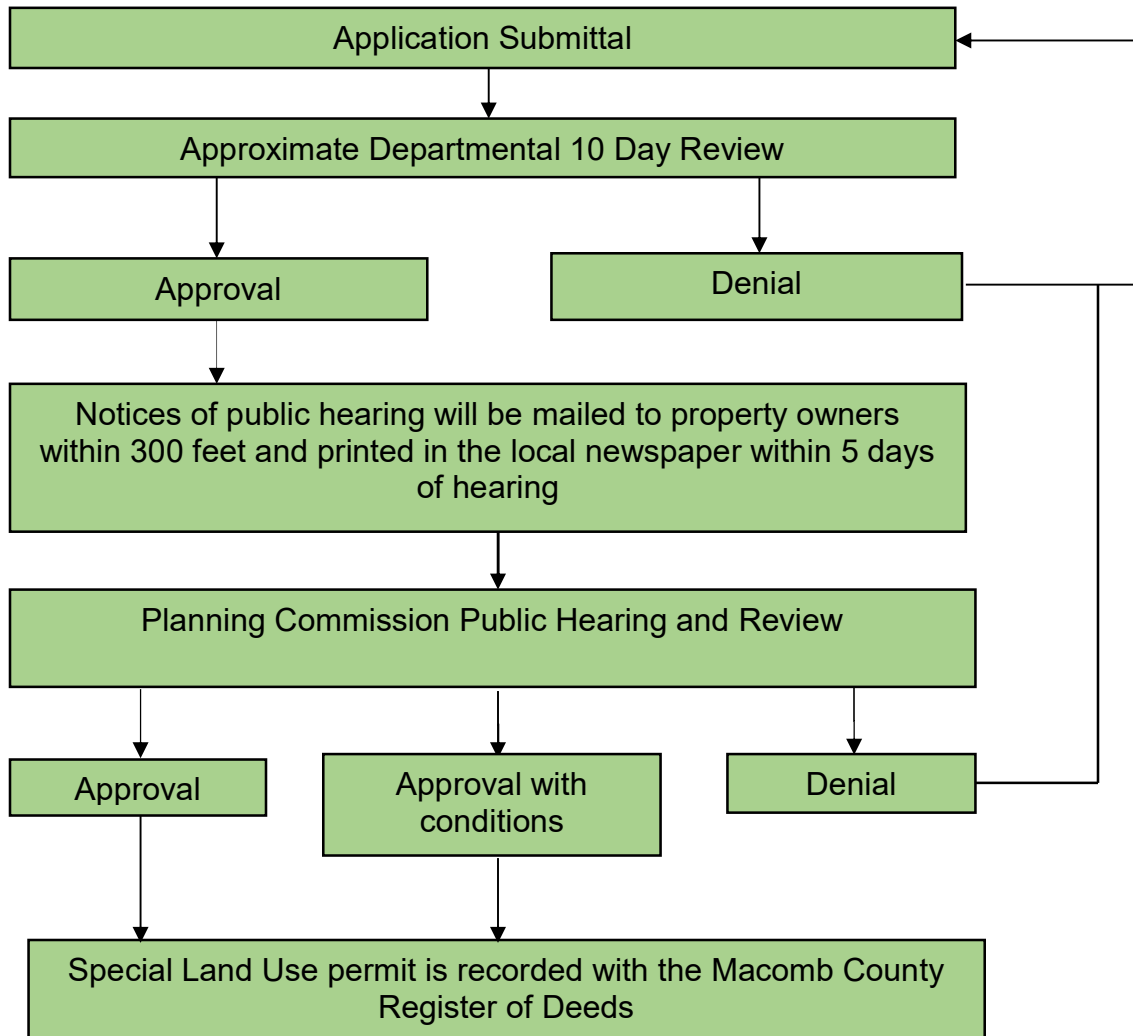 Application Submittal
Approximate Departmental 10 Day Review
Approval
Denial
Notices of public hearing will be mailed to property owners
within 300 feet and printed in the local newspaper within 5 days
of hearing
Planning Commission Public Hearing and Review
Approval
Approval with
conditions
Denial
Special Land Use permit is recorded with the Macomb County
Register of Deeds